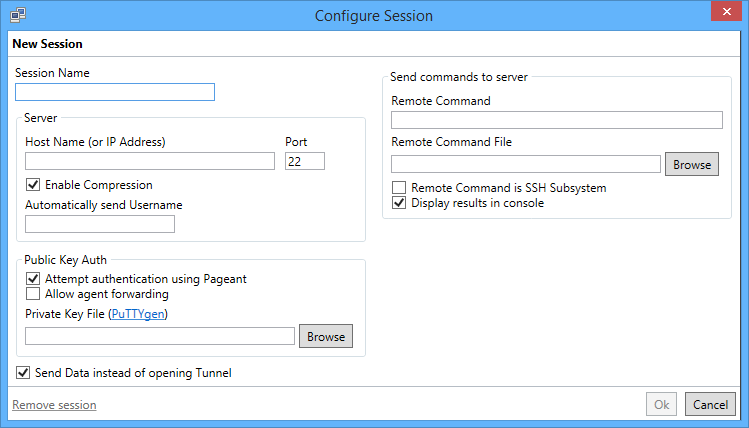 Configure Session
New Session
Session Name
Server
Host Name (or IP Address) Port
22
Enable Compression
Automatically send Username
Public Key Auth
Attempt authentication using Pageant
Allow agent forwarding
Private Key File (PuTTYgen)
Browse
Send Data instead of opening Tunnel
Send commands to server
Remote Command
Remote Command File
Browse
Remote Command is SSH Subsystem
Display results in console
Remove session
Ok Cancel